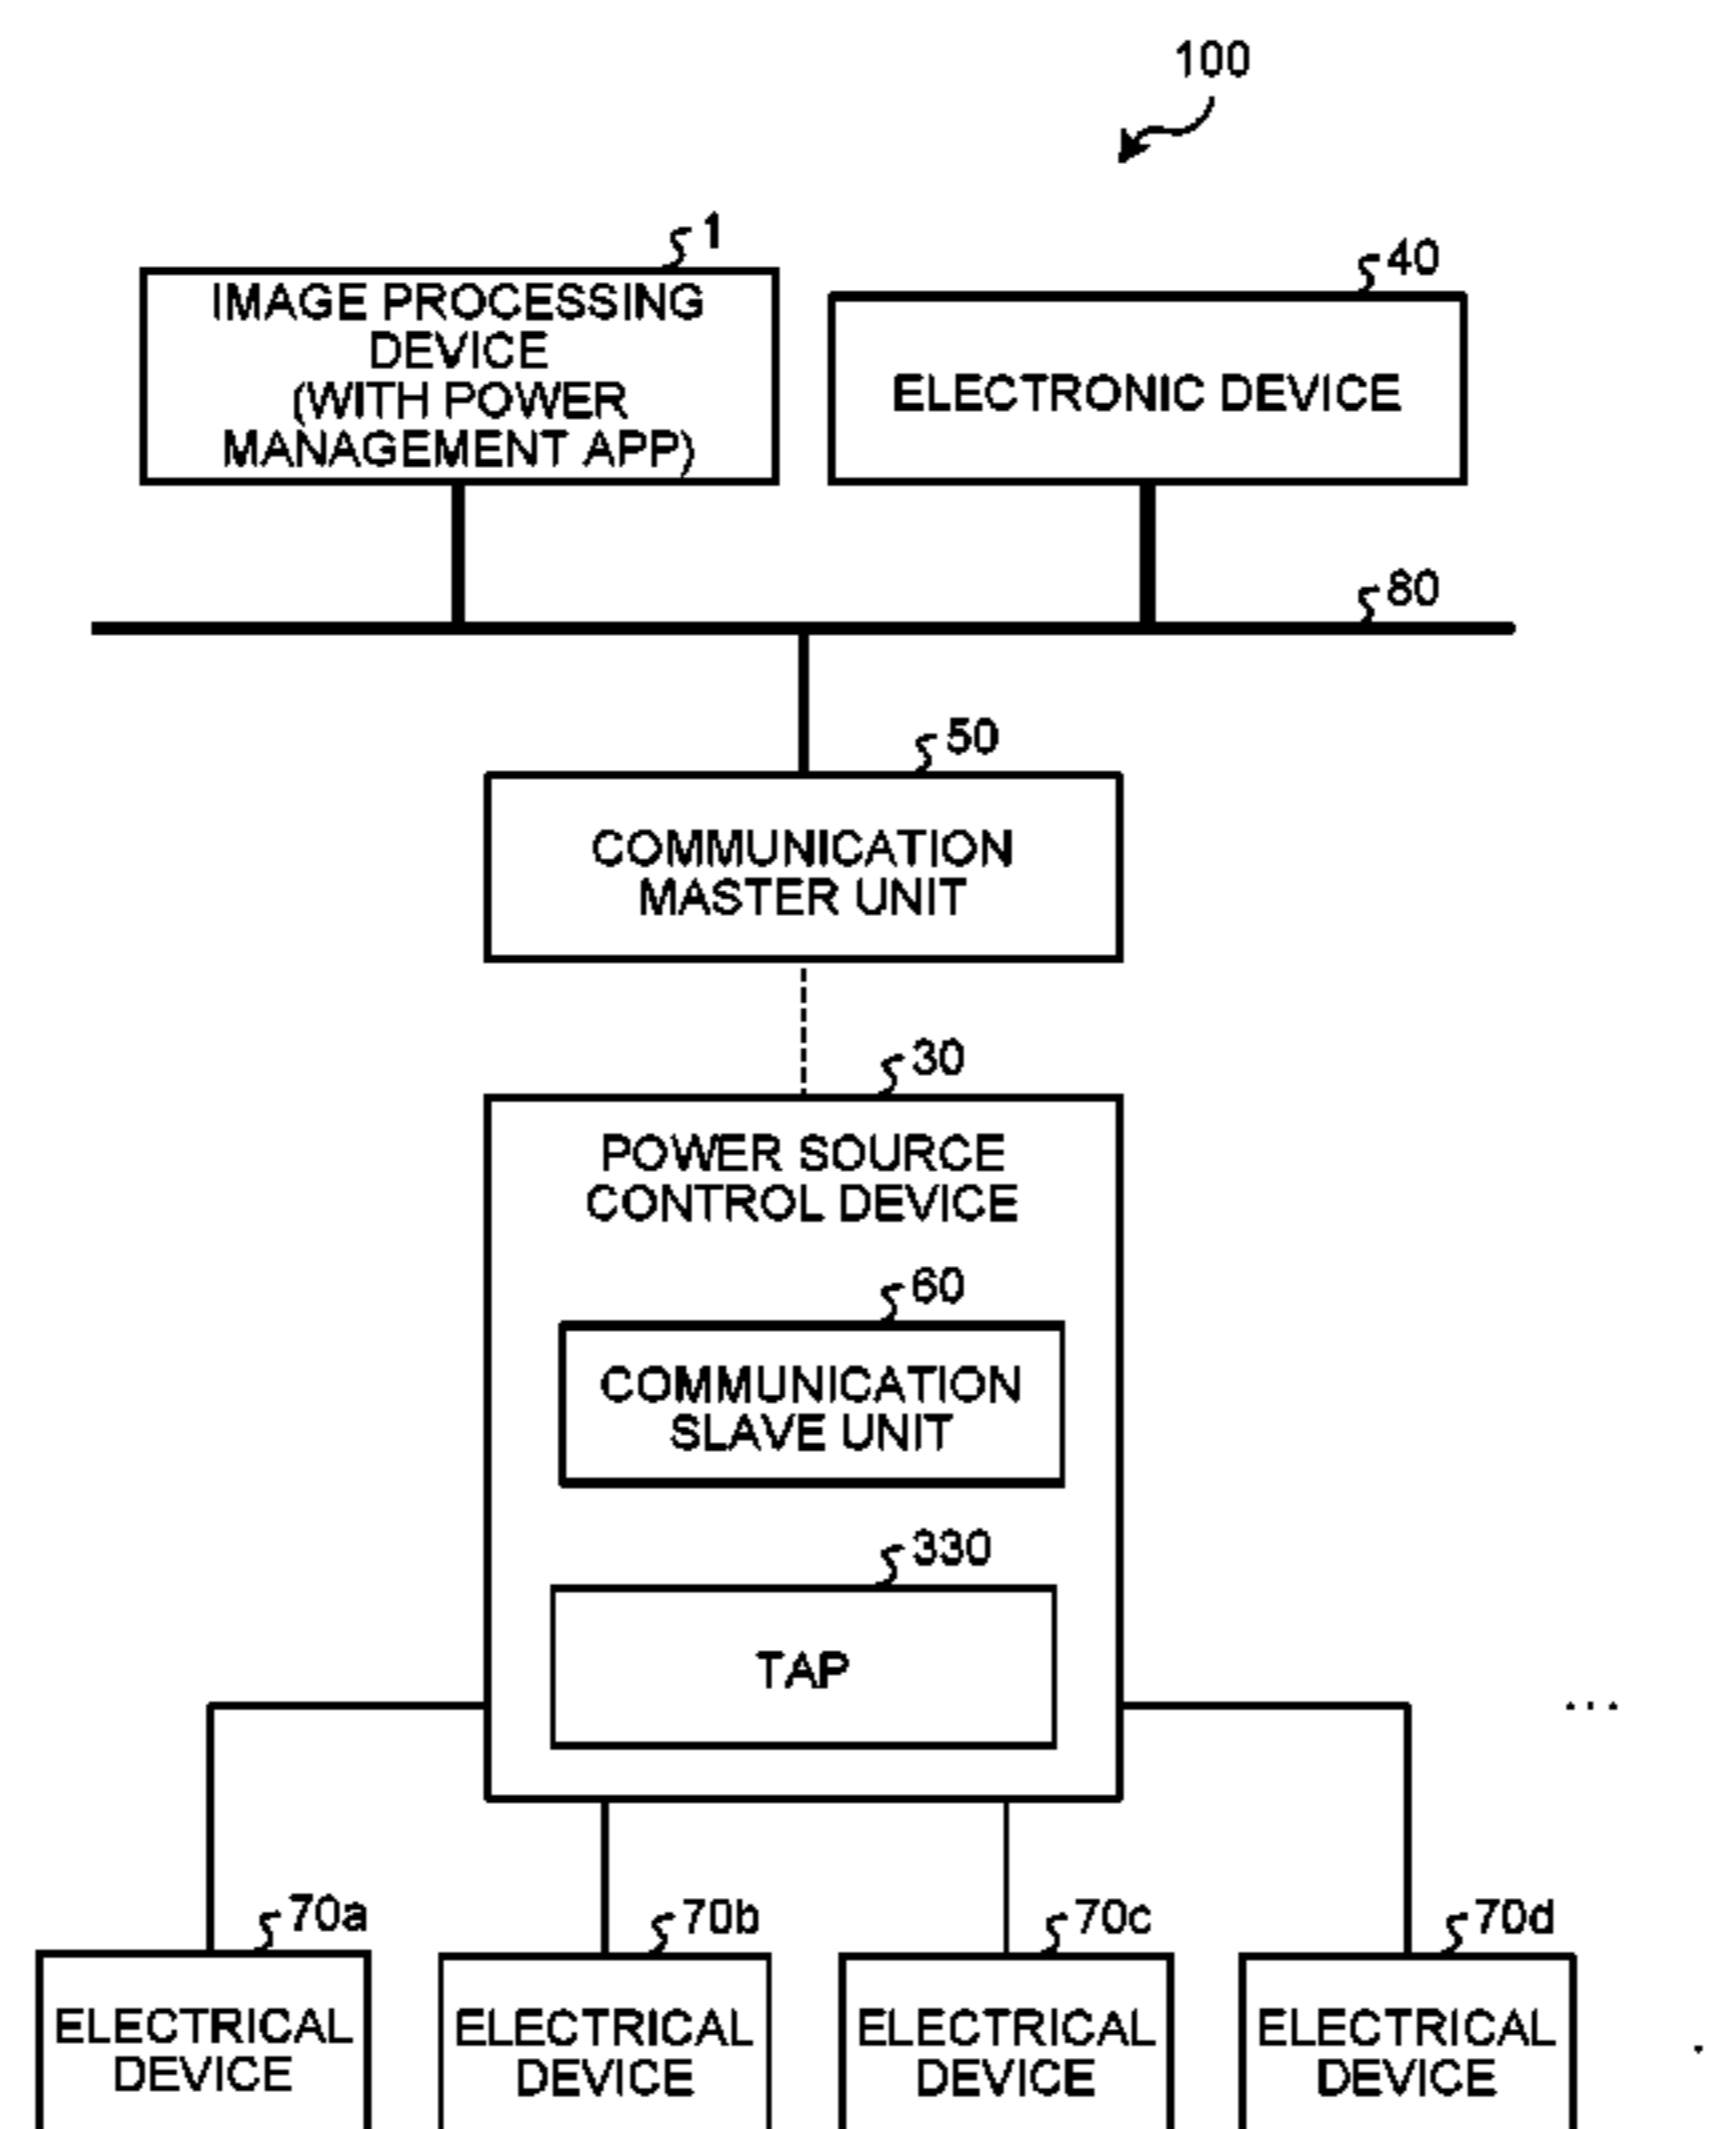 100
1
IMAGE PROCESSING
DEVICE
(WITH POWER
MANAGEMENT APP)
40
ELECTRONIC DEVICE
80
50
COMMUNICATION
MASTER UNIT
30
POWER SOURCE
CONTROL DEVICE
60
COMMUNICATION
SLAVE UNIT
330
TAP
...
70a
ELECTRICAL
DEVICE
70b
ELECTRICAL
DEVICE
70c
ELECTRICAL
DEVICE
70d
ELECTRICAL
DEVICE